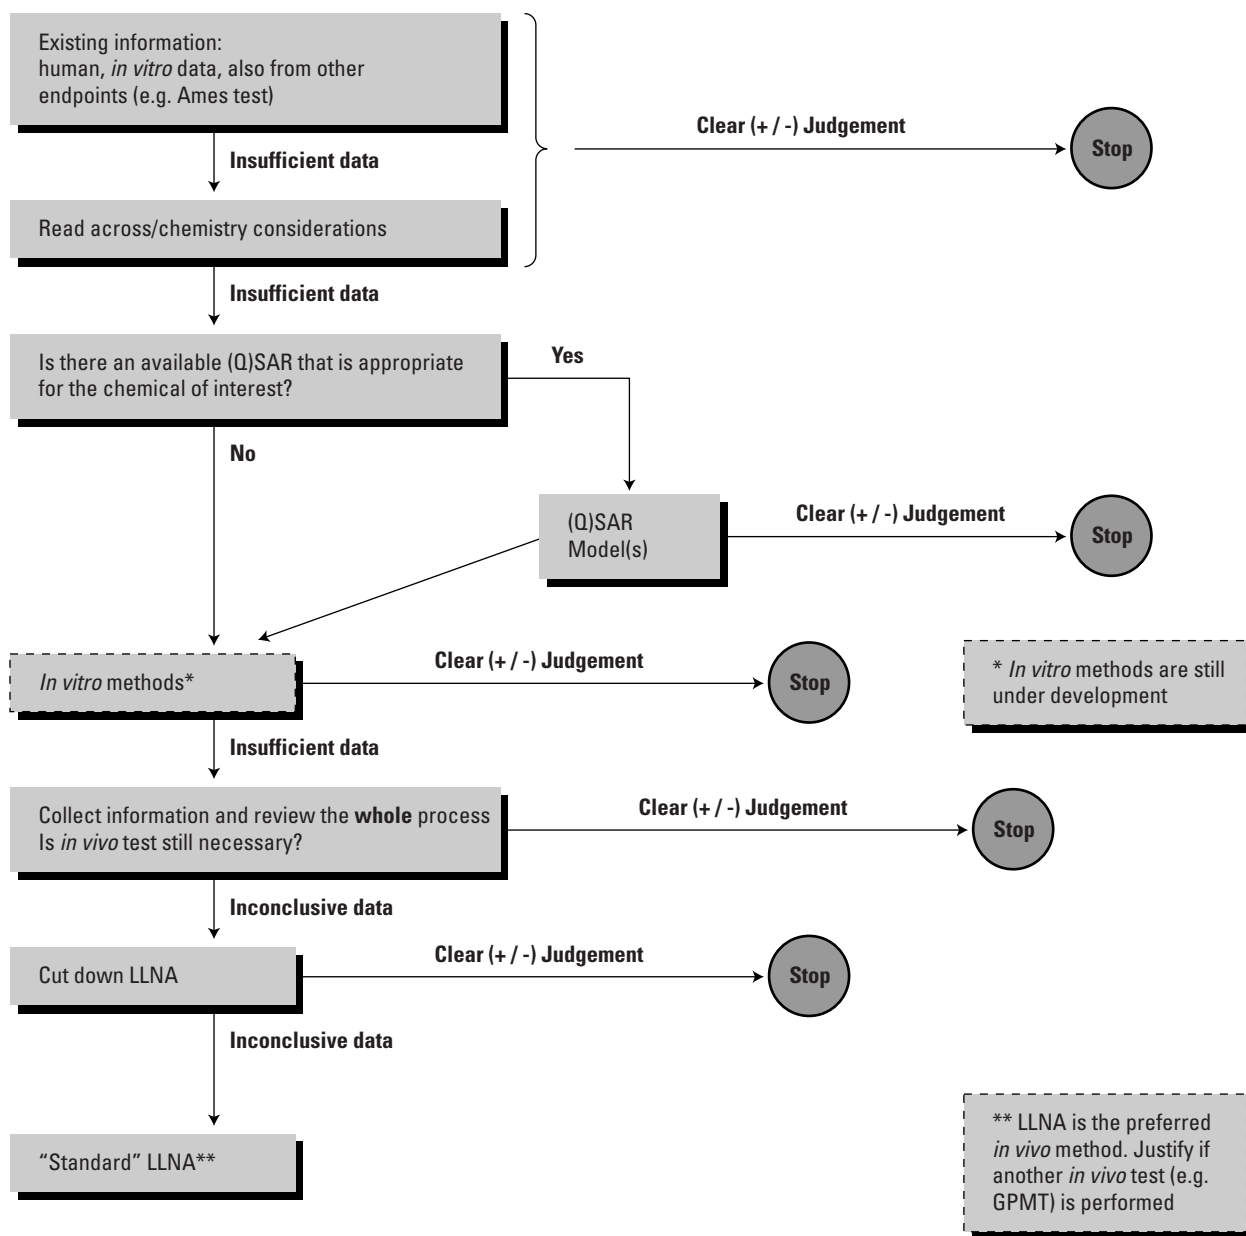 Existing information:
human, in vitro data, also from other
endpoints (e.g. Ames test)
Clear (+ / -) Judgement
Stop
Insufficient data
Read across/chemistry considerations
Insufficient data
Is there an available (Q)SAR that is appropriate
for the chemical of interest?
Yes
No
(Q)SAR
Model(s)
Clear (+ / -) Judgement
Stop
In vitro methods*
Clear (+ / -) Judgement
Stop
* In vitro methods are still
under development
Insufficient data
Collect information and review the whole process
Is in vivo test still necessary?
Clear (+ / -) Judgement
Stop
Inconclusive data
Cut down LLNA
Clear (+ / -) Judgement
Stop
Inconclusive data
“Standard” LLNA**
** LLNA is the preferred
in vivo method. Justify if
another in vivo test (e.g.
GPMT) is performed